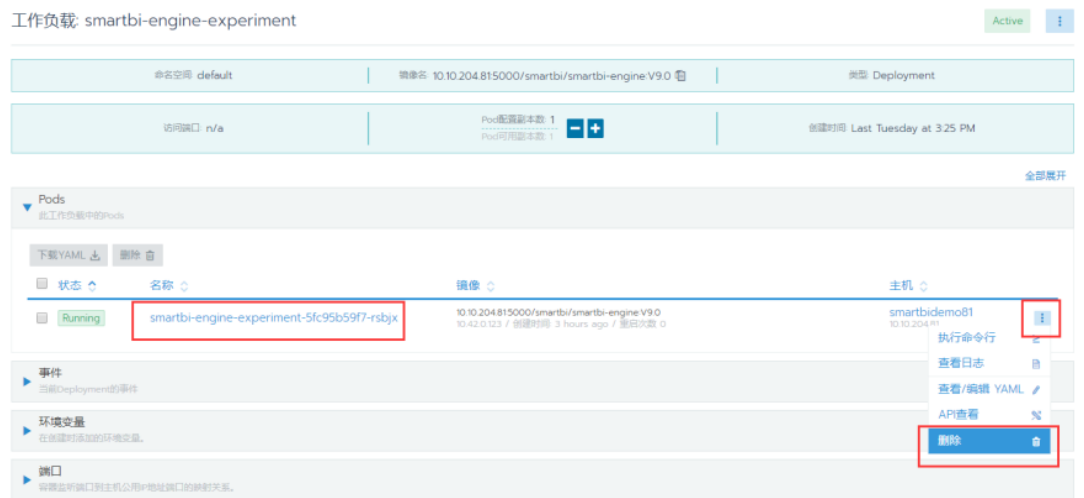 工作负载: smartbi-engine-experiment
Active
命名空间: default
镜像名: 10.10.204.81:5000/smartbi/smartbi-engine:V9.0
类型: Deployment
访问端口: n/a
Pod配置副本数: 1
Pod可用副本数: 1
创建时间: Last Tuesday at 3:25 PM
全部展开
Pods
此工作负载中的Pods
下载YAML
删除
状态
名称
镜像
主机
Running
smartbi-engine-experiment-5fc95b59f7-rsbjx
10.10.204.81:5000/smartbi/smartbi-engine:V9.0
10.42.0.123 / 创建时间: 3 hours ago / 重启次数: 0
smartbidemo81
10.10.204.81
执行命令行
查看日志
查看/编辑 YAML
API查看
删除
事件
当前Deployment的事件
环境变量
在创建时添加的环境变量。
端口
容器监听端口到主机公用IP地址端口的映射关系。